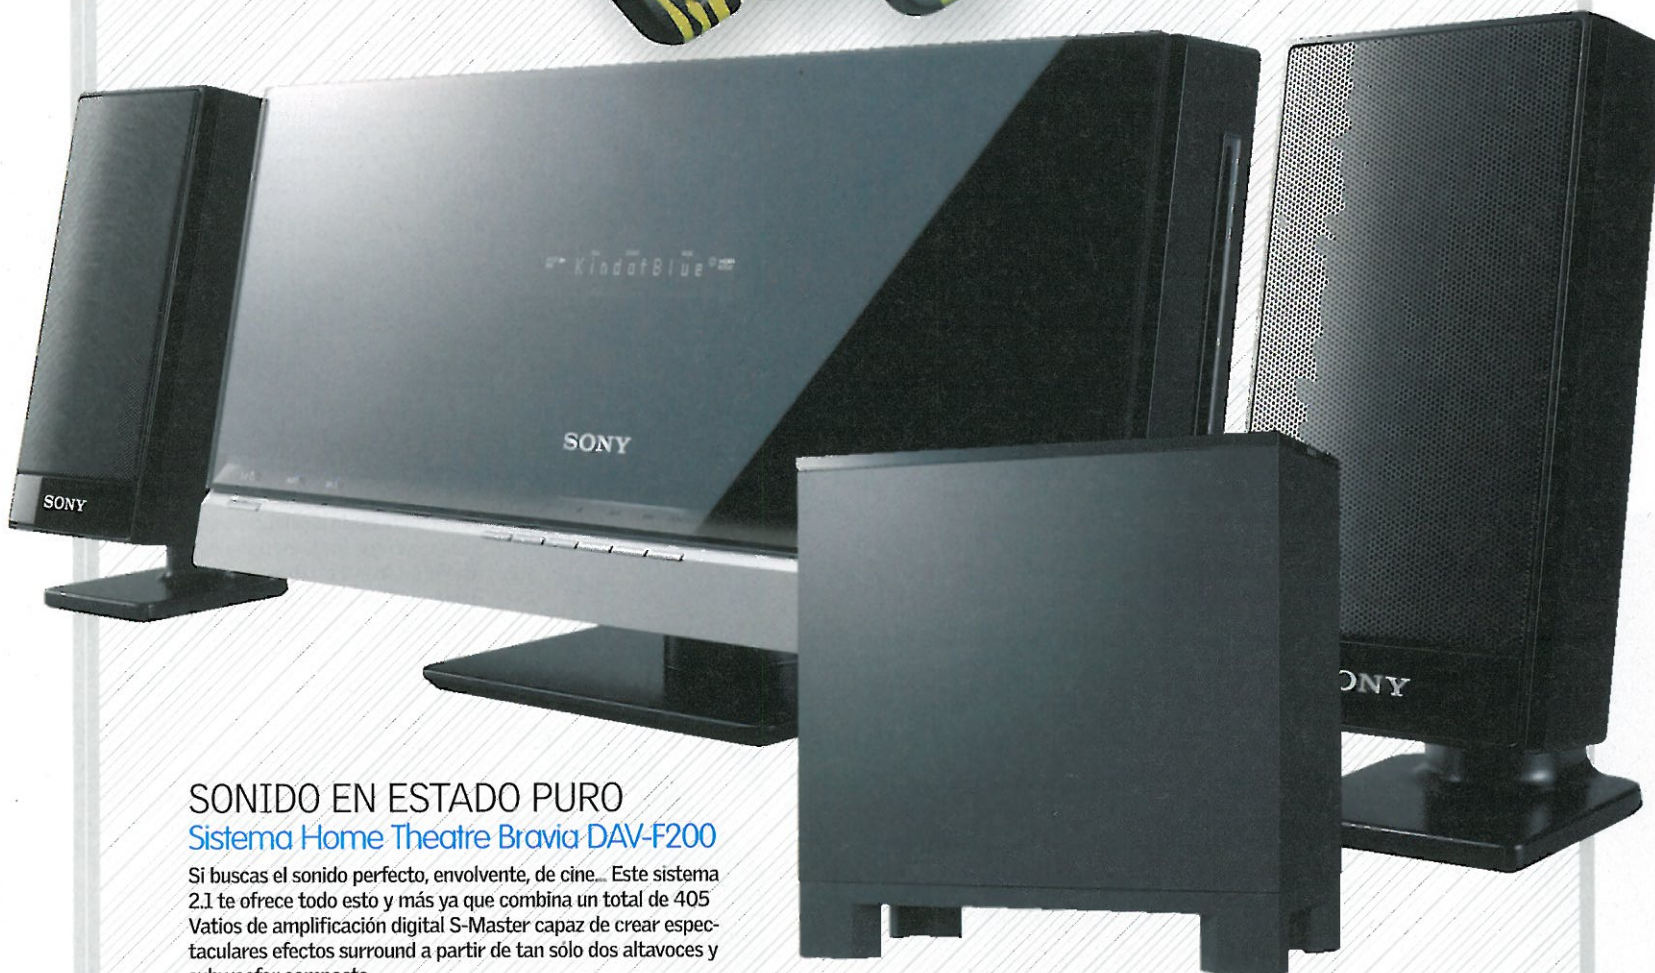 KindofBlue
SONY
SONY
ONY
SONIDO EN ESTADO PURO
Sistema Home Theatre Bravia DAV-F200
Si buscas el sonido perfecto, envolvente, de cine... Este sistema
2.1 te ofrece todo esto y más ya que combina un total de 405
Vatios de amplificación digital S-Master capaz de crear espec-
taculares efectos surround a partir de tan sólo dos altavoces y